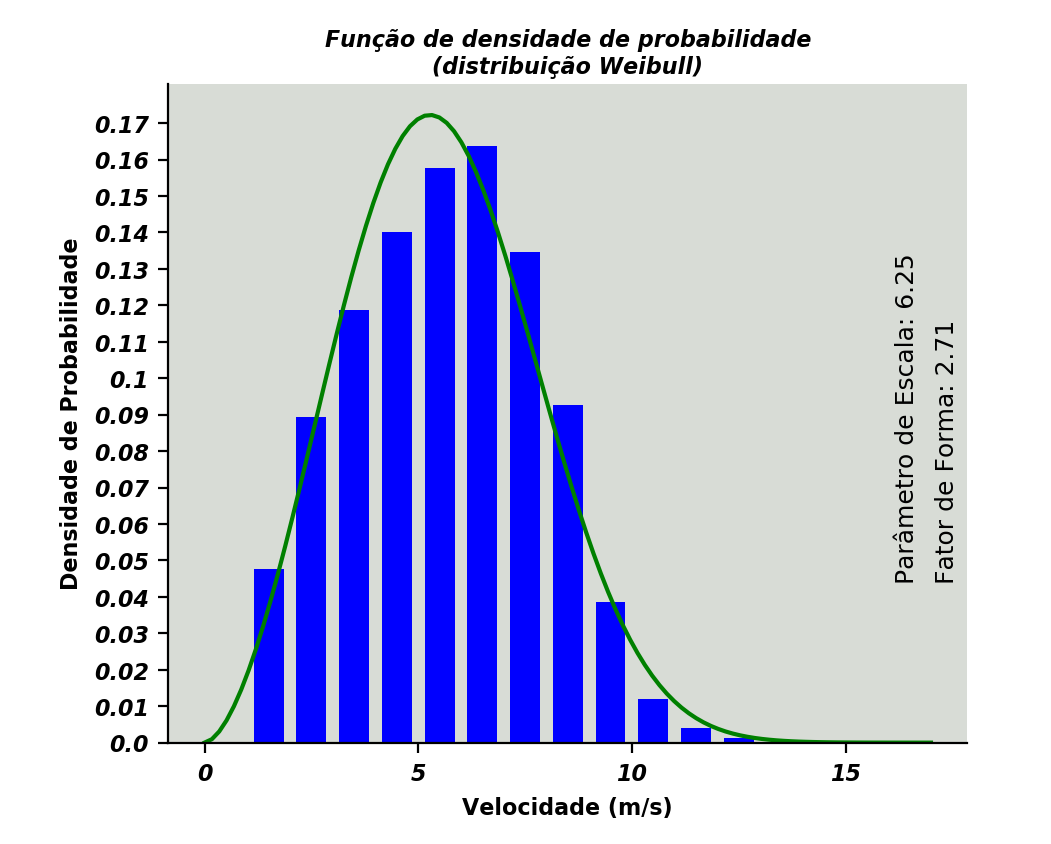 Função de densidade de probabilidade
(distribuição Weibull)
Densidade de Probabilidade
0.17
0.16
0.15
0.14
0.13
0.12
0.11
0.1
0.09
0.08
0.07
0.06
0.05
0.04
0.03
0.02
0.01
0.0
0 5 10 15
Velocidade (m/s)
Parâmetro de Escala: 6.25
Fator de Forma: 2.71